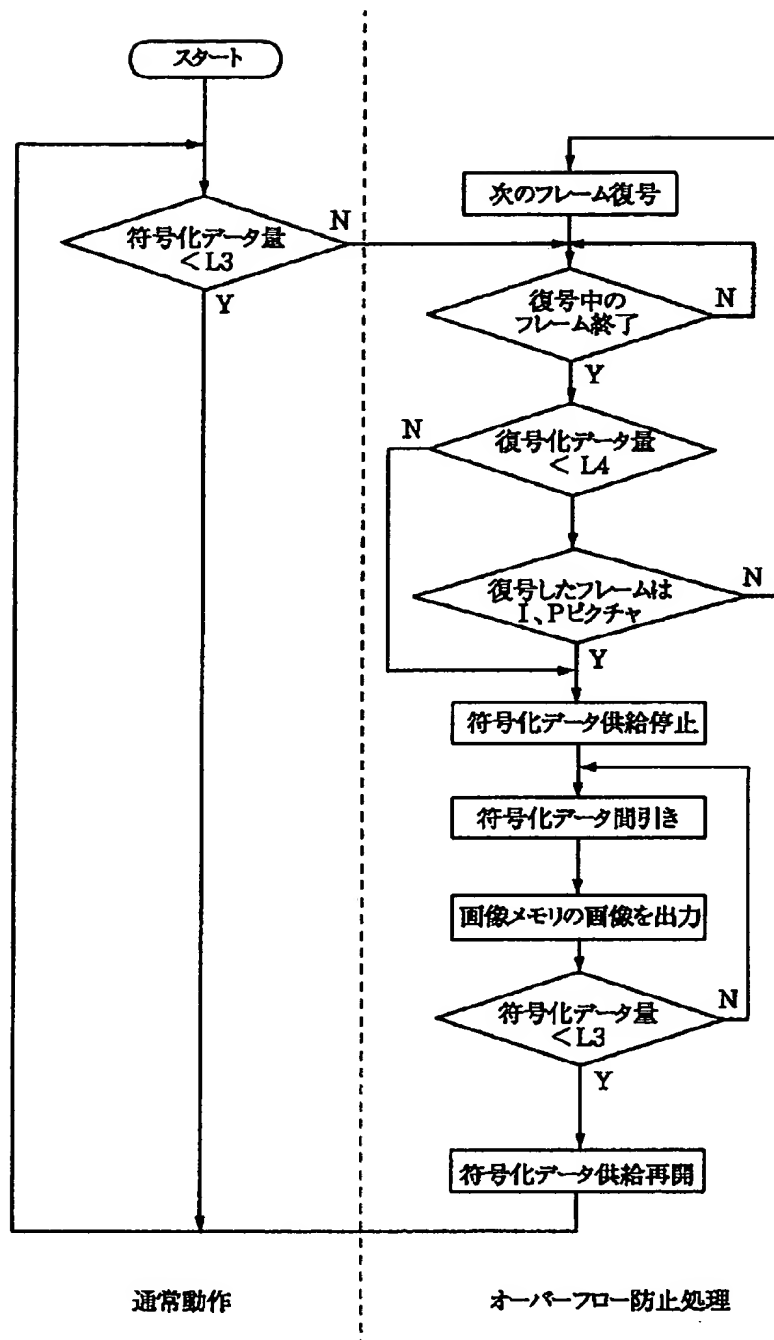 スタート
符号化データ量
<L3
N
Y
次のフレーム復号
復号中の
フレーム終了
N
Y
復号化データ量
< L4
N
復号したフレームは
I、Pピクチャ
N
Y
符号化データ供給停止
符号化データ間引き
画像メモリの画像を出力
符号化データ量
<L3
N
Y
符号化データ供給再開
通常動作
オーバーフロー防止処理